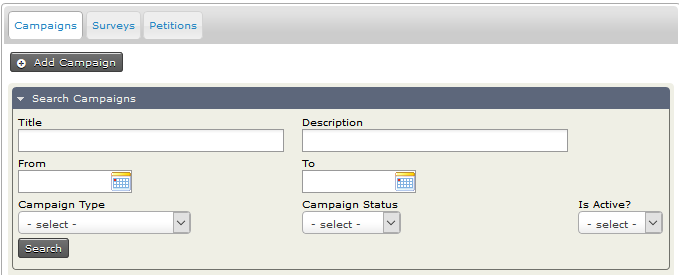 Campaigns Surveys Petitions
Add Campaign
Search Campaigns
Title Description
From To
Campaign Type Campaign Status Is Active?
- select - - select - - select -
Search